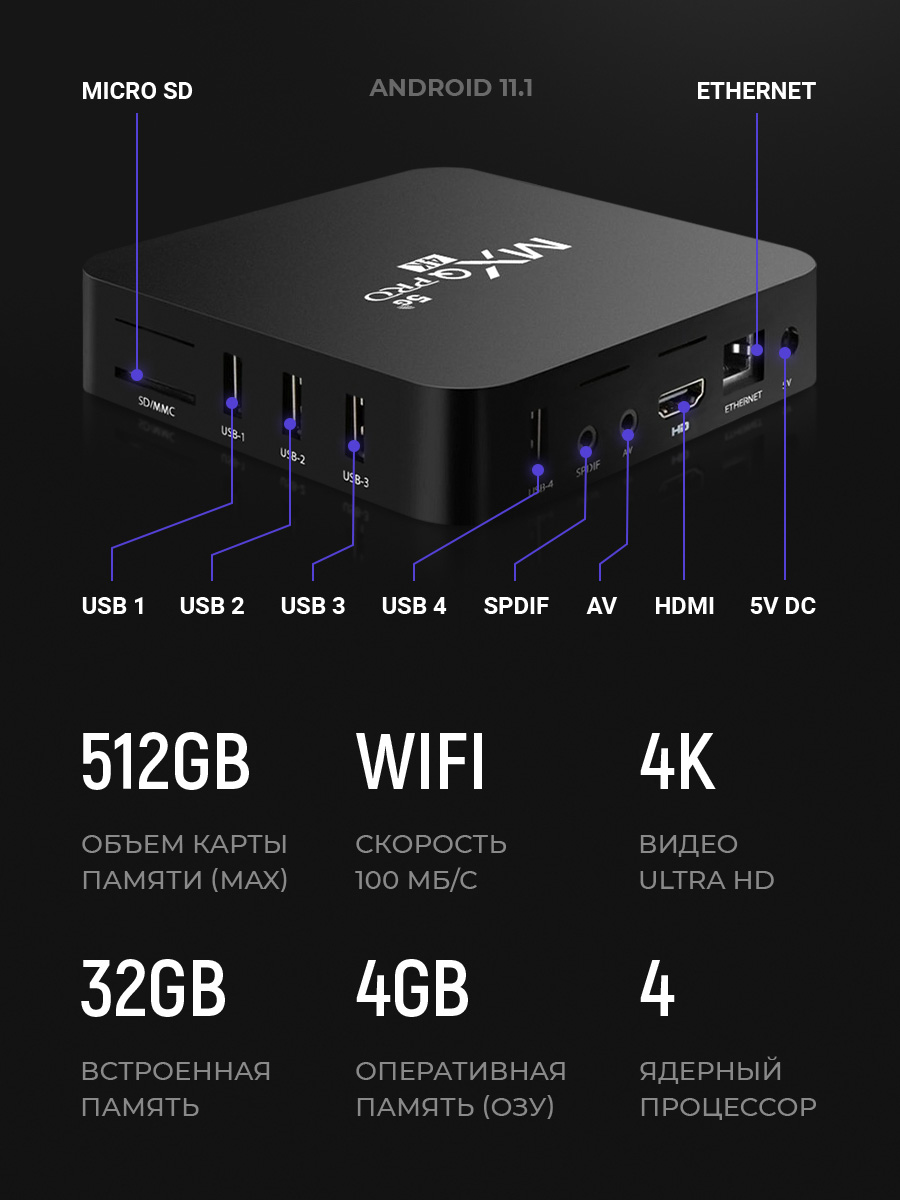 MICRO SD
ANDROID 11.1
ETHERNET
MXQ PRO
4K
5G
SD/MMC
USB-1
USB-2
USB-3
USB-4
SPDIF
AV
HD
ETHERNET
5V
USB 1
USB 2
USB 3
USB 4
SPDIF
AV
HDMI
5V DC
512GB
WIFI
4K
ОБЪЕМ КАРТЫ
ПАМЯТИ (MAX)
СКОРОСТЬ
100 МБ/С
ВИДЕО
ULTRA HD
32GB
4GB
4
ВСТРОЕННАЯ
ПАМЯТЬ
ОПЕРАТИВНАЯ
ПАМЯТЬ (ОЗУ)
ЯДЕРНЫЙ
ПРОЦЕССОР